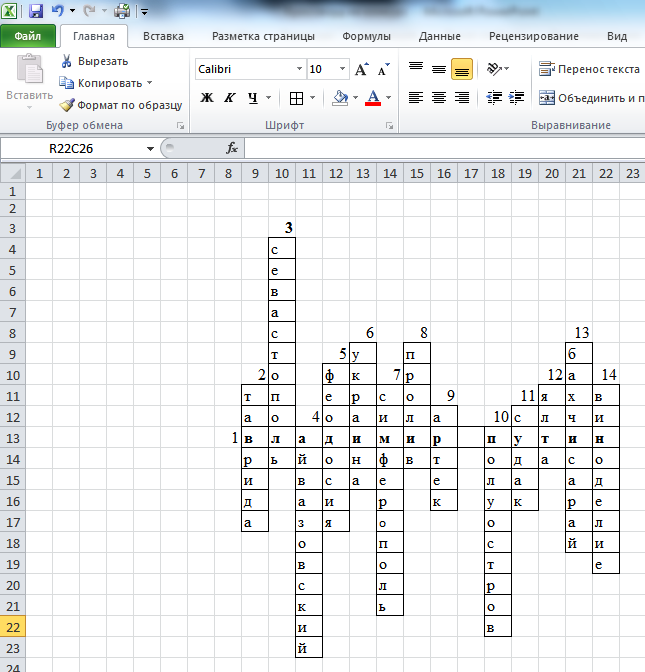 Файл Главная Вставка Разметка страницы Формулы Данные Рецензирование Вид
Вставить
Вырезать
Копировать
Формат по образцу
Буфер обмена
Calibri 10
Ж К Ч
Шрифт
Перенос текста
Объединить и п
Выравнивание
R22C26 fx
1 2 3 4 5 6 7 8 9 10 11 12 13 14 15 16 17 18 19 20 21 22 23
1
2
3 3
4 с
5 е
6 в
7 а
8 с 6 8 13
9 т 5 у п б
10 2 о ф к 7 р 12 а 14
11 т п е р с о 9 11 я х в
12 а о 4 о а и л а 10 с л ч и
13 1 в л а д и м и р п у т и н
14 р ь й о н ф в т о д а с о
15 и в с а е е л а а д
16 д а и р к у к р е
17 а з я о о а л
18 о п с й и
19 в о т е
20 с л р
21 к ь о
22 и в
23 й
24